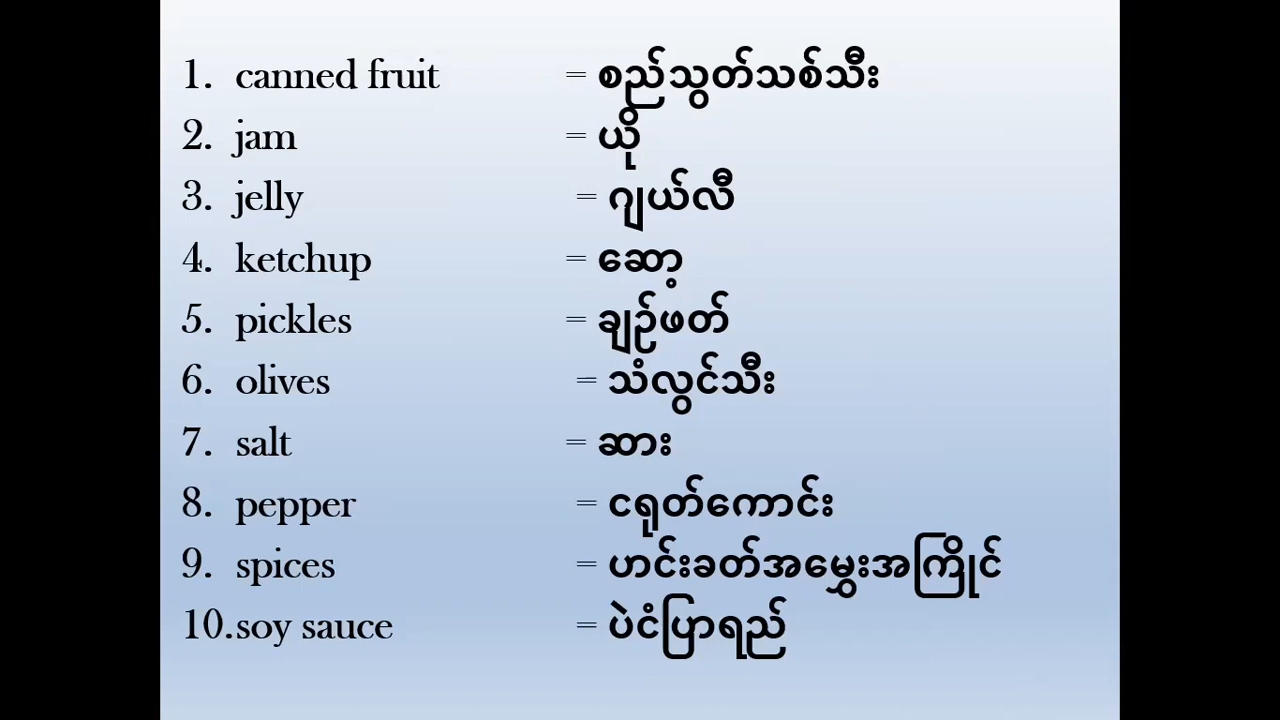 1. canned fruit = စည်သွတ်သစ်သီး
2. jam = ယို
3. jelly = ဂျယ်လီ
4. ketchup = ဆော့
5. pickles = ချဉ်ဖတ်
6. olives = သံလွင်သီး
7. salt = ဆား
8. pepper = ငရုတ်ကောင်း
9. spices = ဟင်းခတ်အမွှေးအကြိုင်
10.soy sauce = ပဲငံပြာရည်